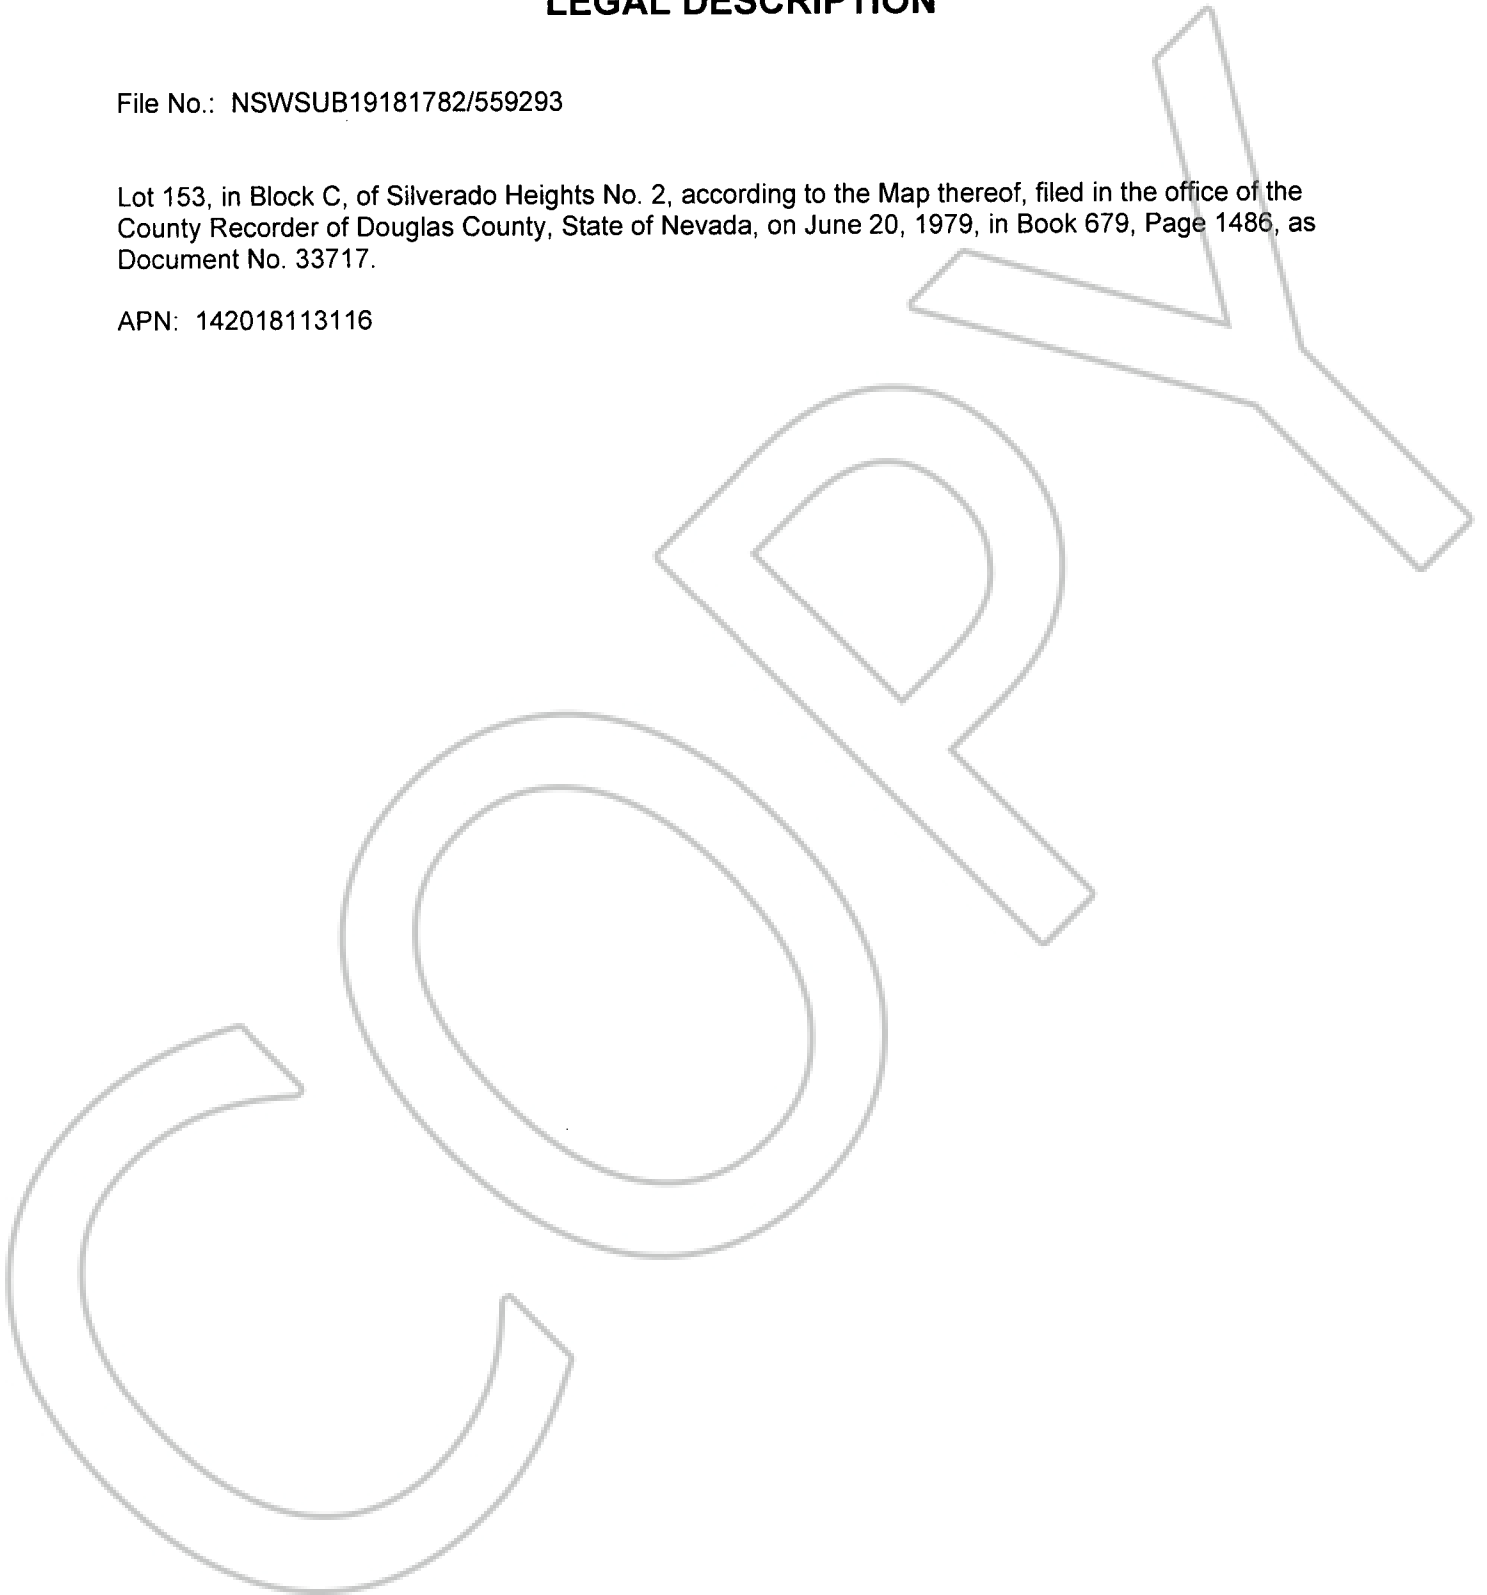 LEGAL DESCRIPTION
File No.: NSWSUB19181782/559293
Lot 153, in Block C, of Silverado Heights No. 2, according to the Map thereof, filed in the office of the
County Recorder of Douglas County, State of Nevada, on June 20, 1979, in Book 679, Page 1486, as
Document No. 33717.
APN: 142018113116
COPY